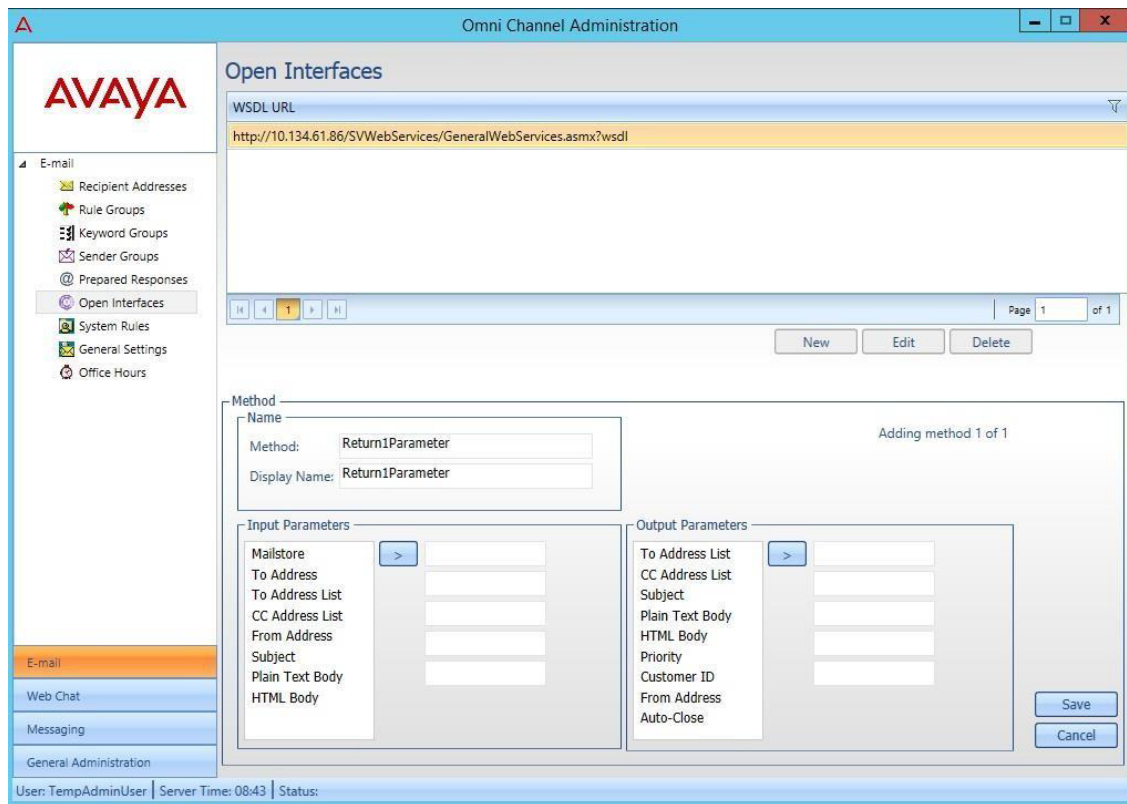 Omni Channel Administration
AVAYA
E-mail
Recipient Addresses
Rule Groups
Keyword Groups
Sender Groups
@ Prepared Responses
Open Interfaces
System Rules
General Settings
Office Hours
E-mail
Web Chat
Messaging
General Administration
Open Interfaces
WSDL URL
http://10.134.61.86/SVWebServices/GeneralWebServices.asmx?wsdl
1
Page 1 of 1
New Edit Delete
Method
Name
Method: Return1Parameter
Display Name: Return1Parameter
Adding method 1 of 1
Input Parameters
Mailstore
To Address
To Address List
CC Address List
From Address
Subject
Plain Text Body
HTML Body
>
Output Parameters
To Address List
CC Address List
Subject
Plain Text Body
HTML Body
Priority
Customer ID
From Address
Auto-Close
>
Save
Cancel
User: TempAdminUser Server Time: 08:43 Status: